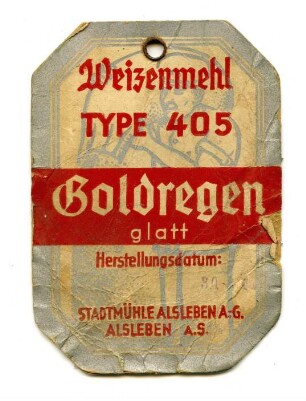 Weizenmehl
TYPE 405
Goldregen
glatt
Herstellungsdatum:
STADTMÜHLE ALSLEBEN A.-G.
ALSLEBEN A.S.